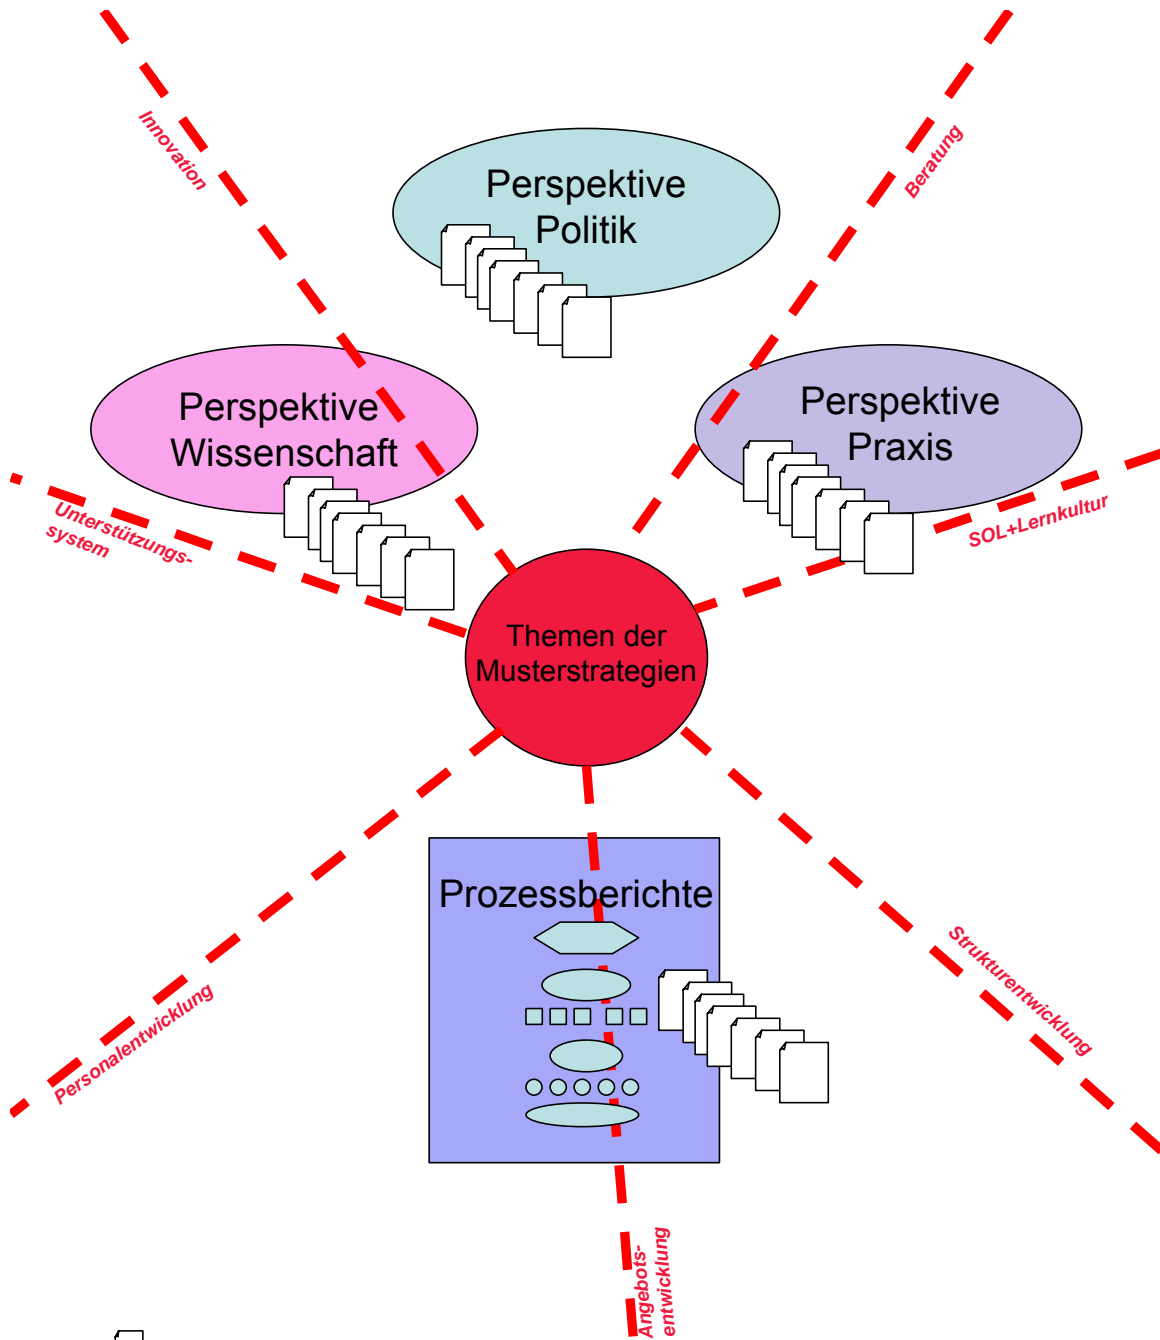 Innovation
Beratung
Perspektive
Politik
Perspektive
Wissenschaft
Perspektive
Praxis
Unterstützungs-
system
SOL+Lernkultur
Themen der
Musterstrategien
Prozessberichte
Personalentwicklung
Strukturentwicklung
Angebots-
entwicklung